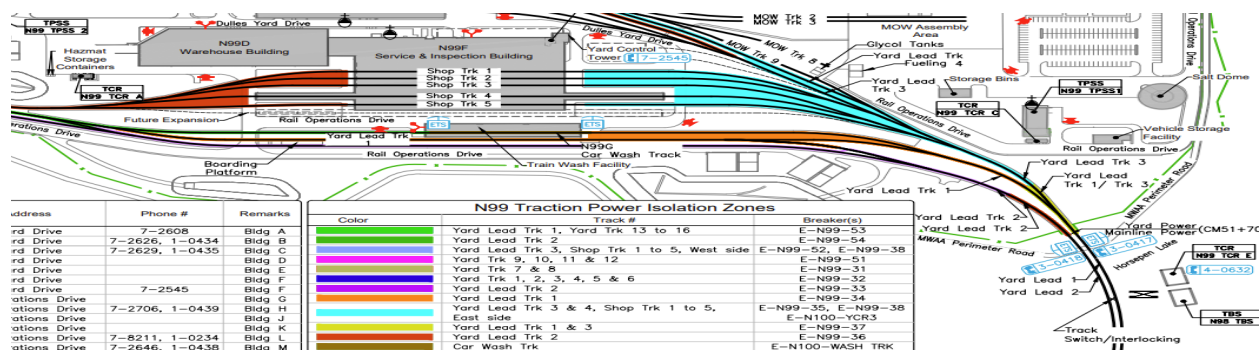 TPSS
N99 TPSS 2
Dulles Yard Drive
N99D
Warehouse Building
N99F
Service & Inspection Building
Hazmat
Storage
Containers
TCR
N99 TCR A
Shop Trk 1
Shop Trk 2
Shop Trk 3
Shop Trk 4
Shop Trk 5
Future Expansion
Rail Operations Drive
Operations Drive
ETS
ETS
Yard Lead Trk
1
Rail Operations Drive
N99G
Car Wash Track
Boarding
Platform
Train Wash Facility
Dulles Yard Drive
Yard Control
Tower 7-2545
MOW Trk 2
MOW Trk 3
MOW Trk 8
MOW Trk 9
MOW Assembly
Area
Glycol Tanks
Yard Lead Trk
Fueling 4
Yard Lead
Trk 3
Storage Bins
TCR
N99 TCR C
TPSS
N99 TPSS1
Rail Operations Drive
Rail Operations Drive
Salt Dome
Vehicle Storage
Facility
Rail Operations Drive
Yard Lead Trk 3
Yard Lead
Trk 1/ Trk 3
Yard Lead Trk 1
Yard Lead Trk 2
Yard Lead Trk 2
MWAA Perimeter Road
MWAA Perimeter Road
Yard Power
Mainline Power
(CM51+70
3-0418
3-0417
Horsepen Lake
TCR
N99 TCR E
4-0632
Yard Lead 1
Yard Lead 2
TBS
N98 TBS
Track
Switch/Interlocking
Address Phone # Remarks
rd Drive 7-2608 Bldg A
rd Drive 7-2626, 1-0434 Bldg B
rd Drive 7-2629, 1-0435 Bldg C
rd Drive Bldg D
rd Drive Bldg E
rd Drive 7-2545 Bldg F
ations Drive Bldg G
ations Drive 7-2706, 1-0439 Bldg H
ations Drive Bldg J
ations Drive Bldg K
ations Drive 7-8211, 1-0234 Bldg L
ations Drive 7-2646, 1-0438 Bldg M
N99 Traction Power Isolation Zones
Color Track # Breaker(s)
Yard Lead Trk 1, Yard Trk 13 to 16 E-N99-53
Yard Lead Trk 2 E-N99-54
Yard Lead Trk 3, Shop Trk 1 to 5, West side E-N99-52, E-N99-38
Yard Trk 9, 10, 11 & 12 E-N99-51
Yard Trk 7 & 8 E-N99-31
Yard Trk 1, 2, 3, 4, 5 & 6 E-N99-32
Yard Lead Trk 2 E-N99-33
Yard Lead Trk 1 E-N99-34
Yard Lead Trk 3 & 4, Shop Trk 1 to 5, E-N99-35, E-N99-38
East side E-N100-YCR3
Yard Lead Trk 1 & 3 E-N99-37
Yard Lead Trk 2 E-N99-36
Car Wash Trk E-N100-WASH TRK